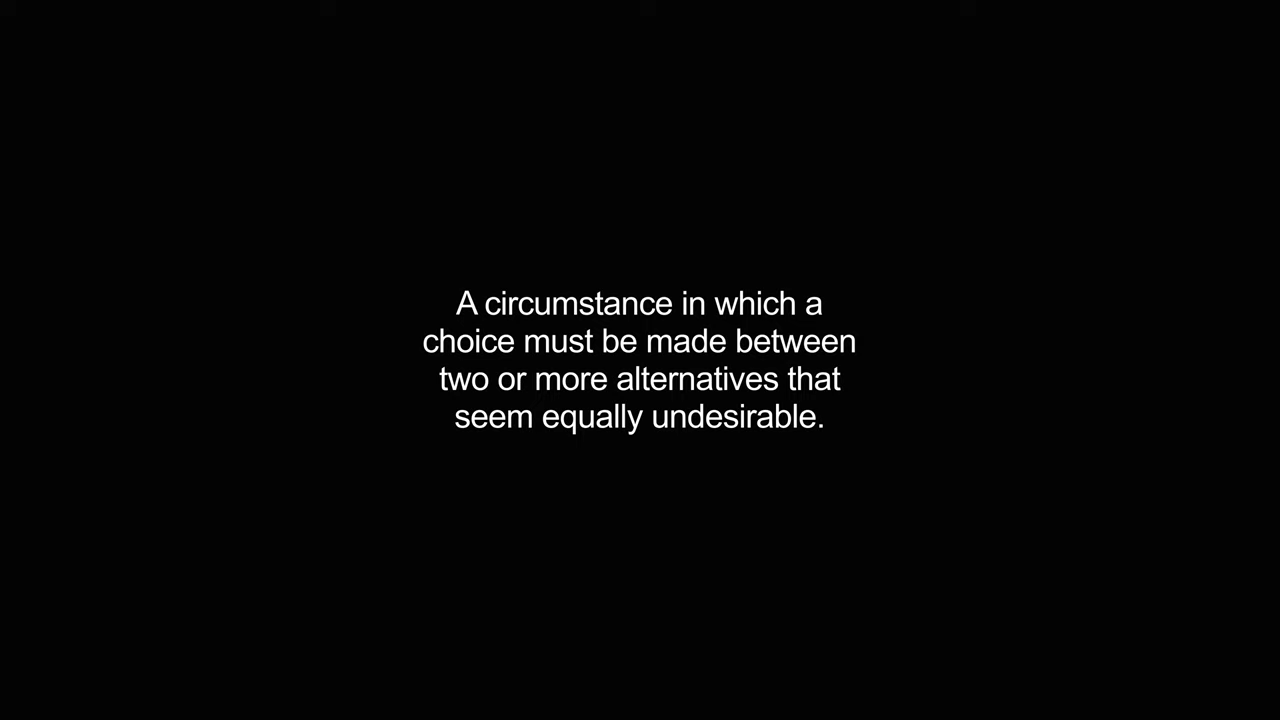 A circumstance in which a
choice must be made between
two or more alternatives that
seem equally undesirable.